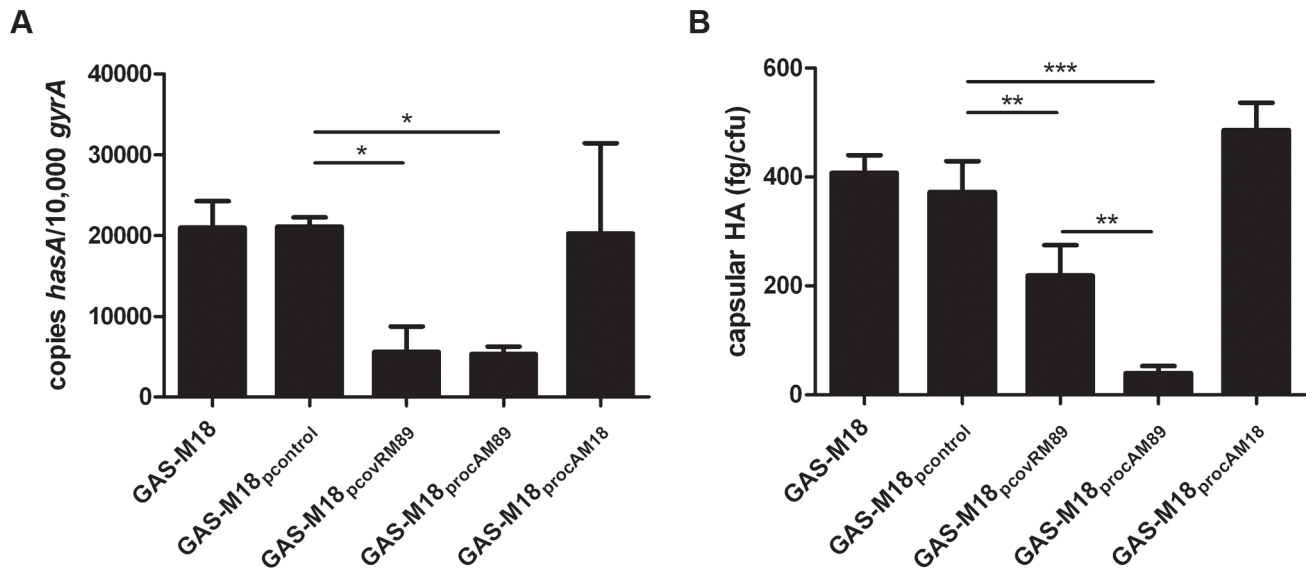 A
copies hasA/10,000 gyrA
40000
30000
20000
10000
0
*
*
GAS-M18
GAS-M18pcontrol
GAS-M18pcovRM89
GAS-M18procAM89
GAS-M18procAM18
B
capsular HA (fg/cfu)
600
400
200
0
***
**
**
GAS-M18
GAS-M18pcontrol
GAS-M18pcovRM89
GAS-M18procAM89
GAS-M18procAM18